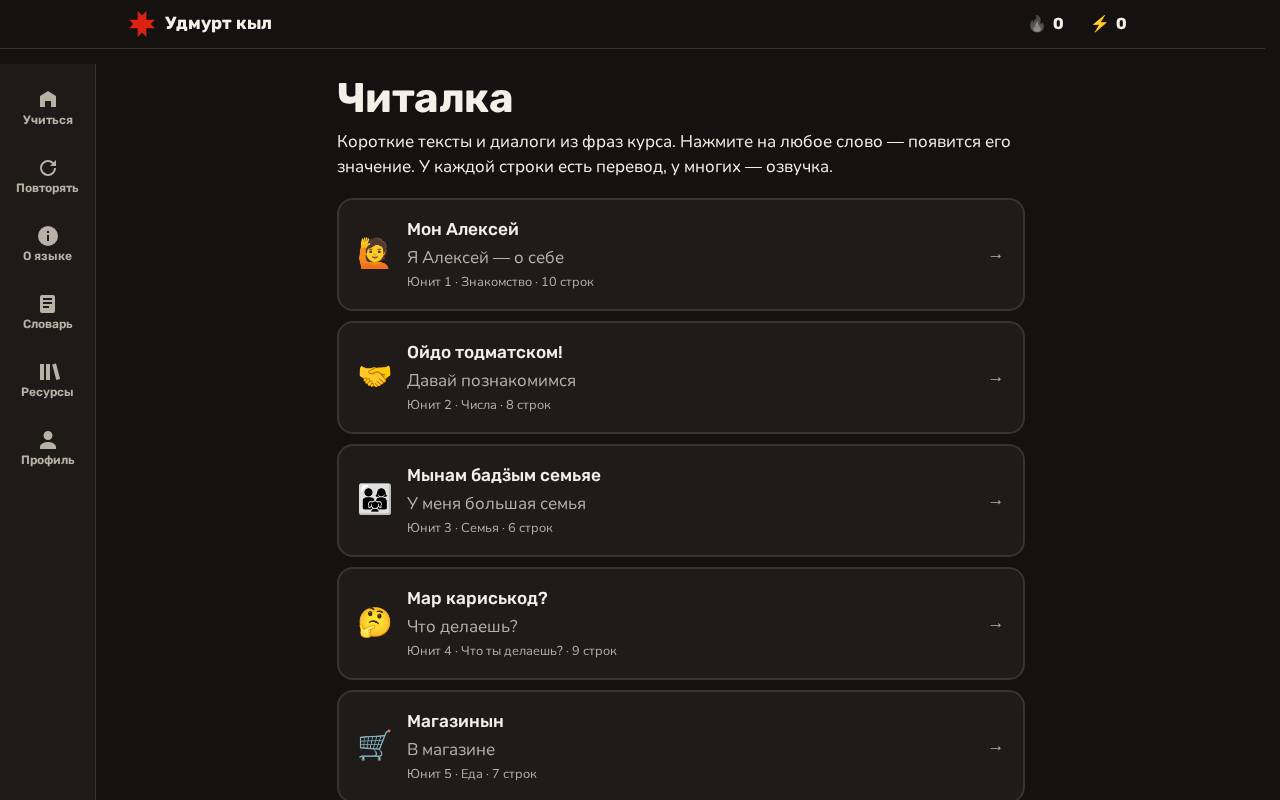 Удмурт кыл
0
0
Учиться
Повторять
О языке
Словарь
Ресурсы
Профиль
Читалка
Короткие тексты и диалоги из фраз курса. Нажмите на любое слово — появится его
значение. У каждой строки есть перевод, у многих — озвучка.
Мон Алексей
Я Алексей — о себе
Юнит 1 · Знакомство · 10 строк
→
Ойдо тодматском!
Давай познакомимся
Юнит 2 · Числа · 8 строк
→
Мынам бадӟым семьяе
У меня большая семья
Юнит 3 · Семья · 6 строк
→
Мар кариськод?
Что делаешь?
Юнит 4 · Что ты делаешь? · 9 строк
→
Магазинын
В магазине
Юнит 5 · Еда · 7 строк
→